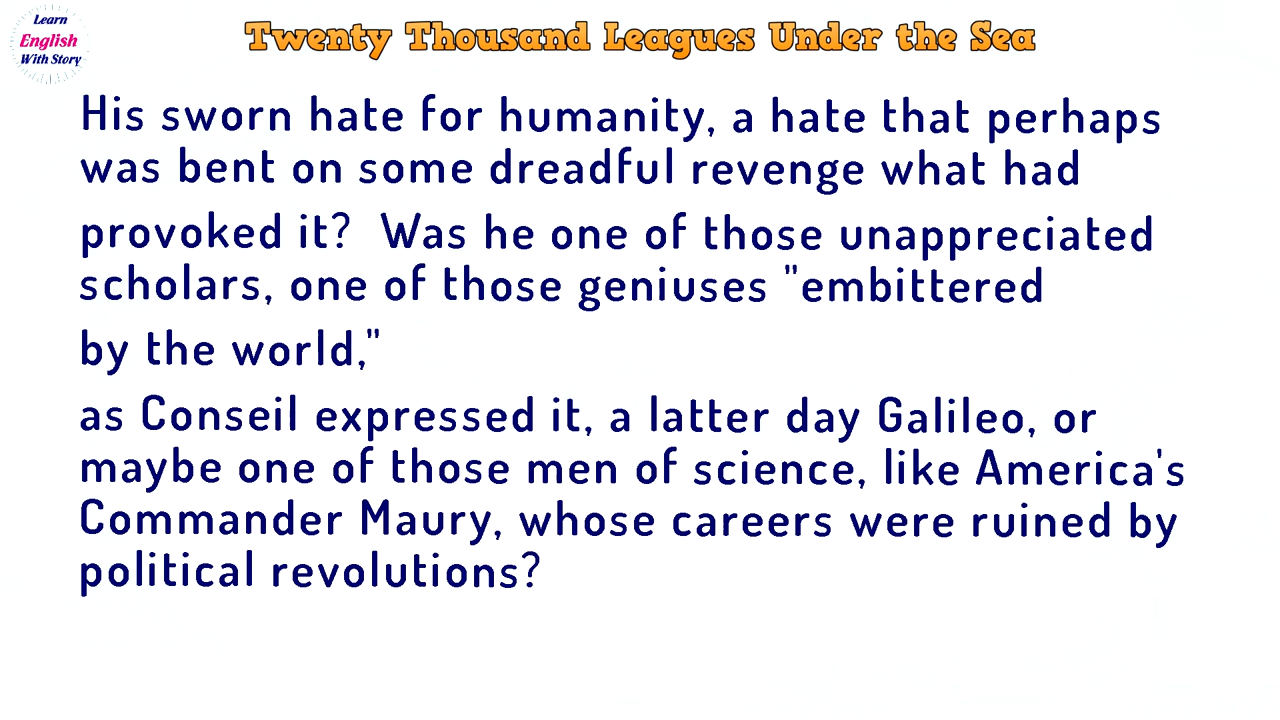 Learn
English
With Story
Twenty Thousand Leagues Under the Sea
His sworn hate for humanity, a hate that perhaps
was bent on some dreadful revenge what had
provoked it?  Was he one of those unappreciated
scholars, one of those geniuses "embittered
by the world,"
as Conseil expressed it, a latter day Galileo, or
maybe one of those men of science, like America's
Commander Maury, whose careers were ruined by
political revolutions?